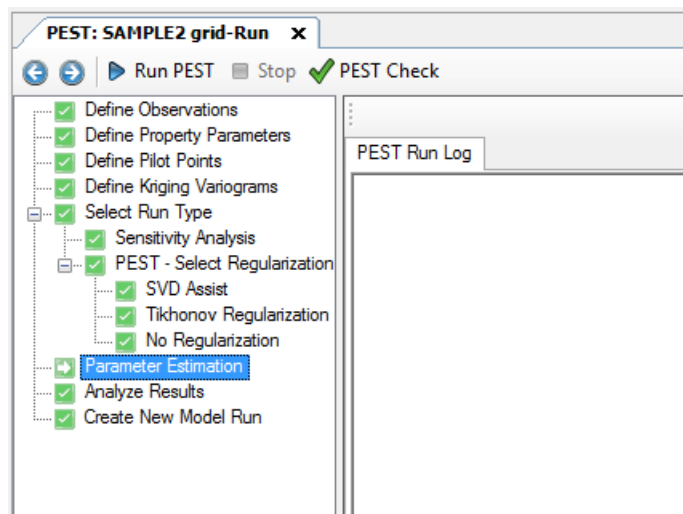 PEST: SAMPLE2 grid-Run x
Run PEST Stop PEST Check
Define Observations
Define Property Parameters
Define Pilot Points
Define Kriging Variograms
Select Run Type
Sensitivity Analysis
PEST - Select Regularization
SVD Assist
Tikhonov Regularization
No Regularization
Parameter Estimation
Analyze Results
Create New Model Run
PEST Run Log